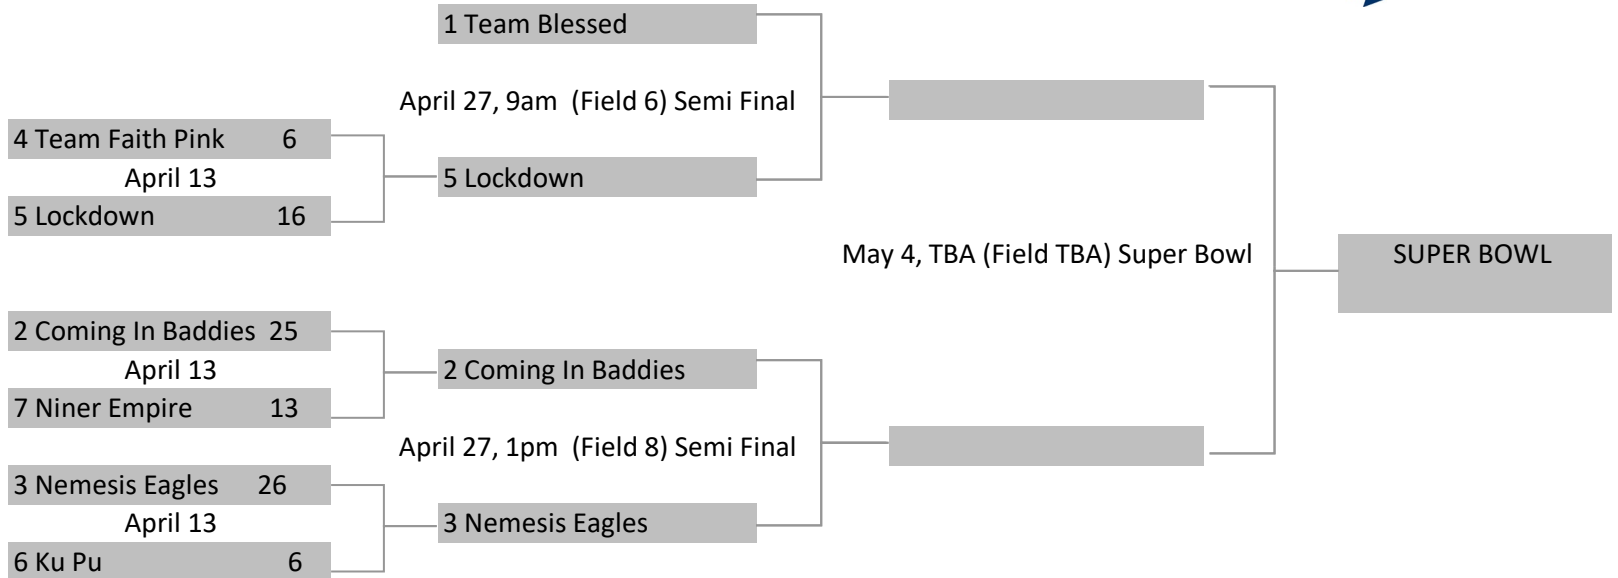 1 Team Blessed
April 27, 9am (Field 6) Semi Final
4 Team Faith Pink 6
April 13
5 Lockdown
5 Lockdown 16
May 4, TBA (Field TBA) Super Bowl
SUPER BOWL
2 Coming In Baddies 25
April 13
2 Coming In Baddies
7 Niner Empire 13
April 27, 1pm (Field 8) Semi Final
3 Nemesis Eagles 26
April 13
3 Nemesis Eagles
6 Ku Pu 6